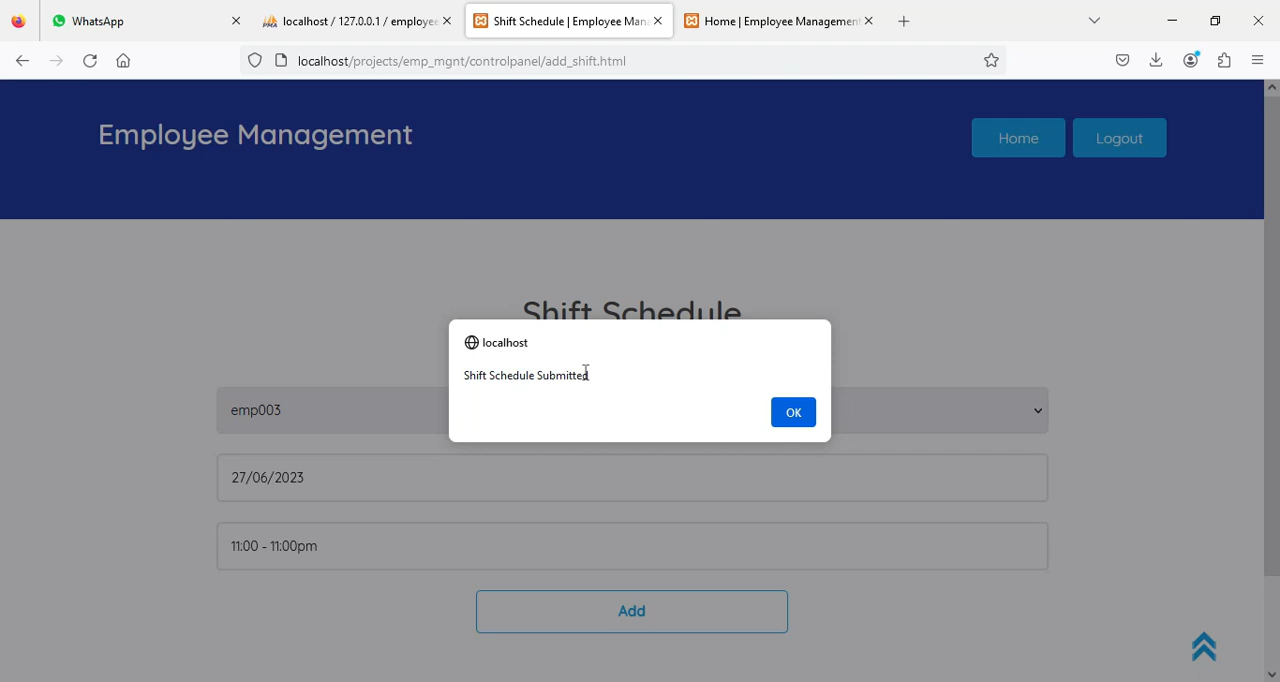 WhatsApp
localhost / 127.0.0.1 / employee
Shift Schedule | Employee Man
Home | Employee Management
localhost/projects/emp_mgnt/controlpanel/add_shift.html
Employee Management
Home
Logout
Shift Schedule
localhost
Shift Schedule Submitted
OK
emp003
27/06/2023
11:00 - 11:00pm
Add